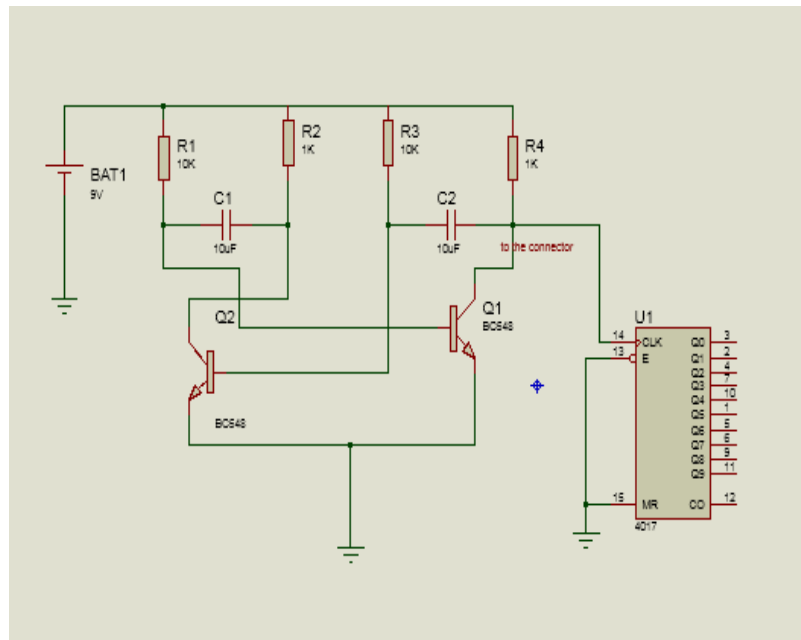 BAT1
9V
R1
10K
R2
1K
R3
10K
R4
1K
C1
10uF
C2
10uF
to the connector
Q2
BC548
Q1
BC548
U1
14 CLK Q0 3
13 E Q1 2
Q2 4
Q3 7
Q4 10
Q5 1
Q6 5
Q7 6
Q8 9
Q9 11
15 MR CO 12
4017